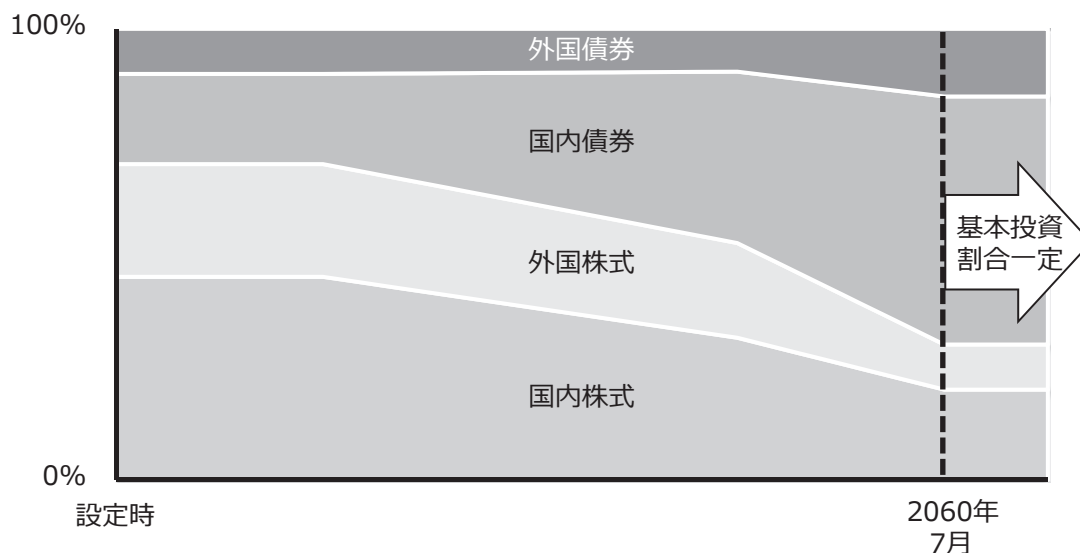 100%
外国債券
国内債券
基本投資
割合一定
外国株式
国内株式
0%
設定時
2060年
7月